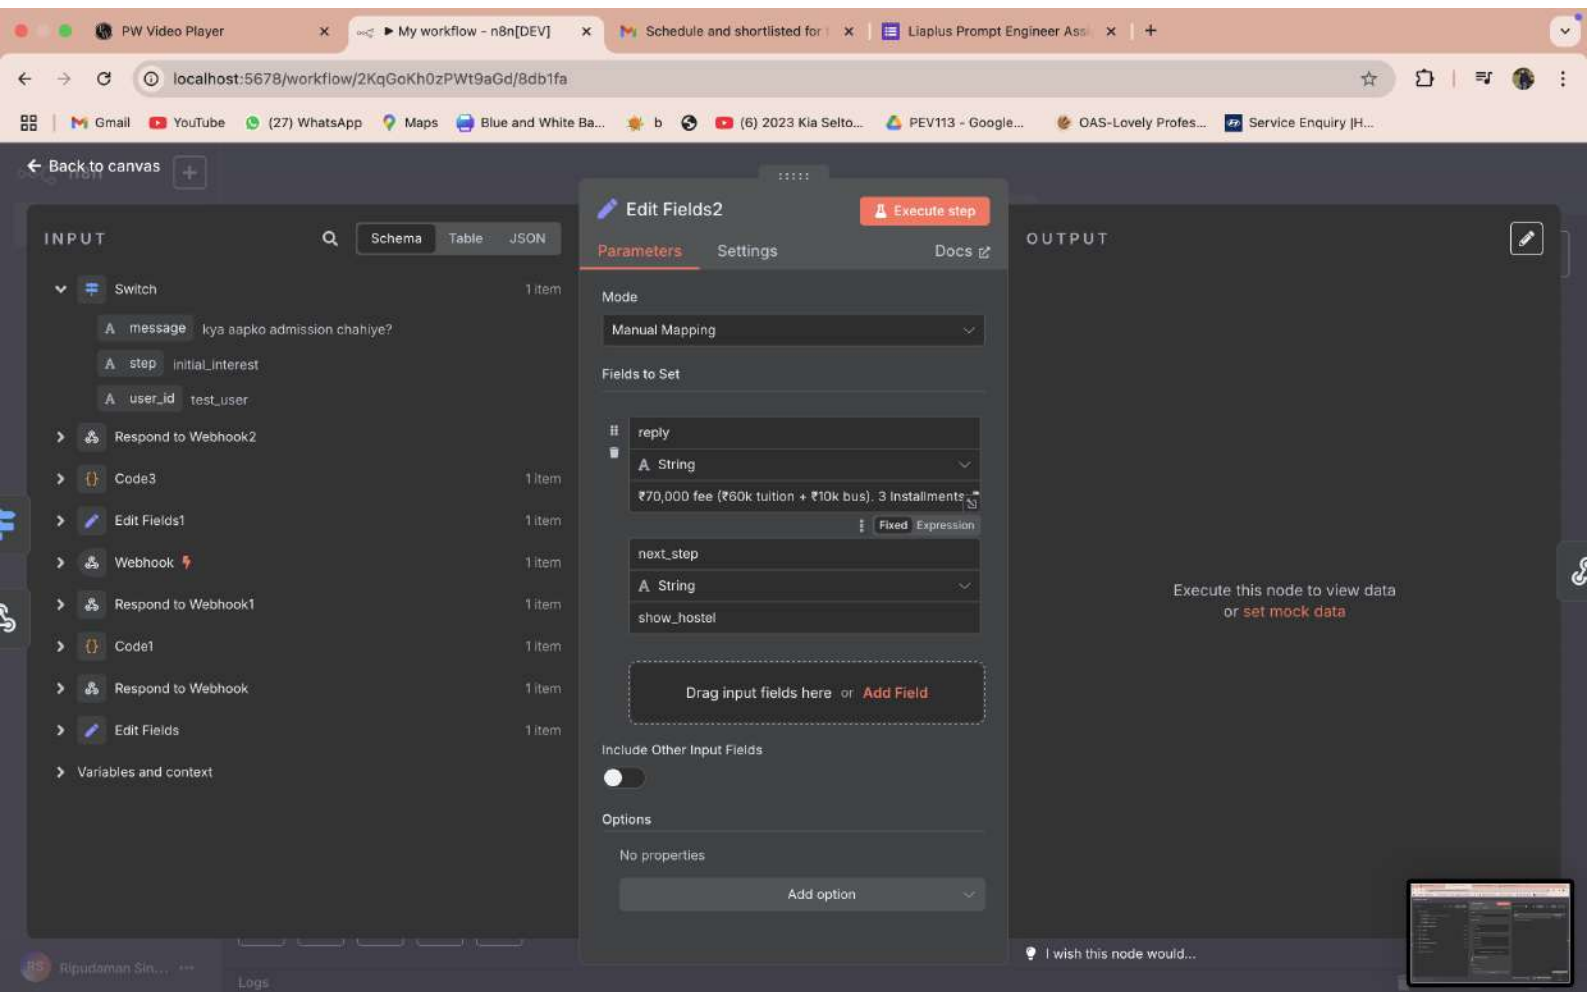 PW Video Player
My workflow - n8n[DEV]
Schedule and shortlisted for
Liaplus Prompt Engineer Assi
localhost:5678/workflow/2KqGoKh0zPWt9aGd/8db1fa
Gmail
YouTube
(27) WhatsApp
Maps
Blue and White Ba...
b
(6) 2023 Kia Selto...
PEV113 - Google...
OAS-Lovely Profes...
Service Enquiry |H...
Back to canvas
Edit Fields2
Execute step
INPUT
Schema
Table
JSON
Parameters
Settings
Docs
OUTPUT
Switch
1 item
A message kya aapko admission chahiye?
A step initial_interest
A user_id test_user
Respond to Webhook2
Code3
1 item
Edit Fields1
1 item
Webhook
1 item
Respond to Webhook1
1 item
Code1
1 item
Respond to Webhook
1 item
Edit Fields
1 item
Variables and context
Mode
Manual Mapping
Fields to Set
reply
A String
₹70,000 fee (₹60k tuition + ₹10k bus). 3 Installments
Fixed Expression
next_step
A String
show_hostel
Drag input fields here or Add Field
Include Other Input Fields
Options
No properties
Add option
Execute this node to view data
or set mock data
I wish this node would...
RS Ripudaman Sin...
Logs